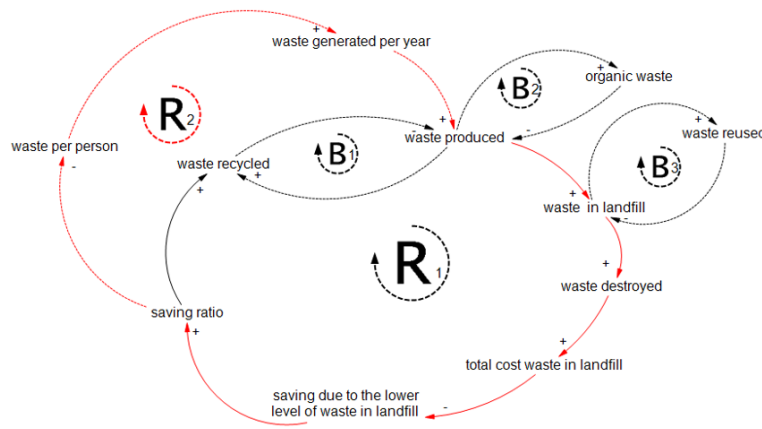 +
waste generated per year
+
organic waste
B2
R2
+
-
-
waste produced
+
waste reused
waste per person
-
waste recycled
B1
+
+
B3
+
waste in landfill
-
R1
+
waste destroyed
saving ratio
+
+
total cost waste in landfill
saving due to the lower
level of waste in landfill
-